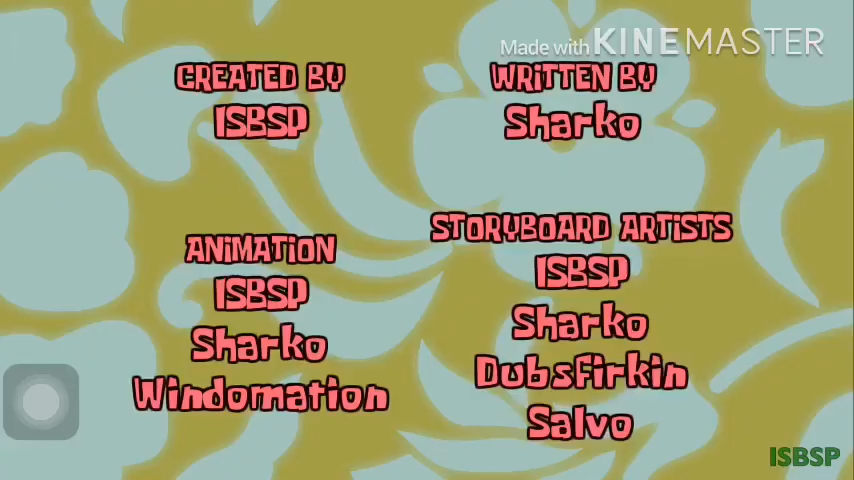 Made with KINEMASTER
CREATED BY
ISBSP
WRITTEN BY
Sharko
ANIMATION
ISBSP
Sharko
Windomation
STORYBOARD ARTISTS
ISBSP
Sharko
Dubsfirkin
Salvo
ISBSP